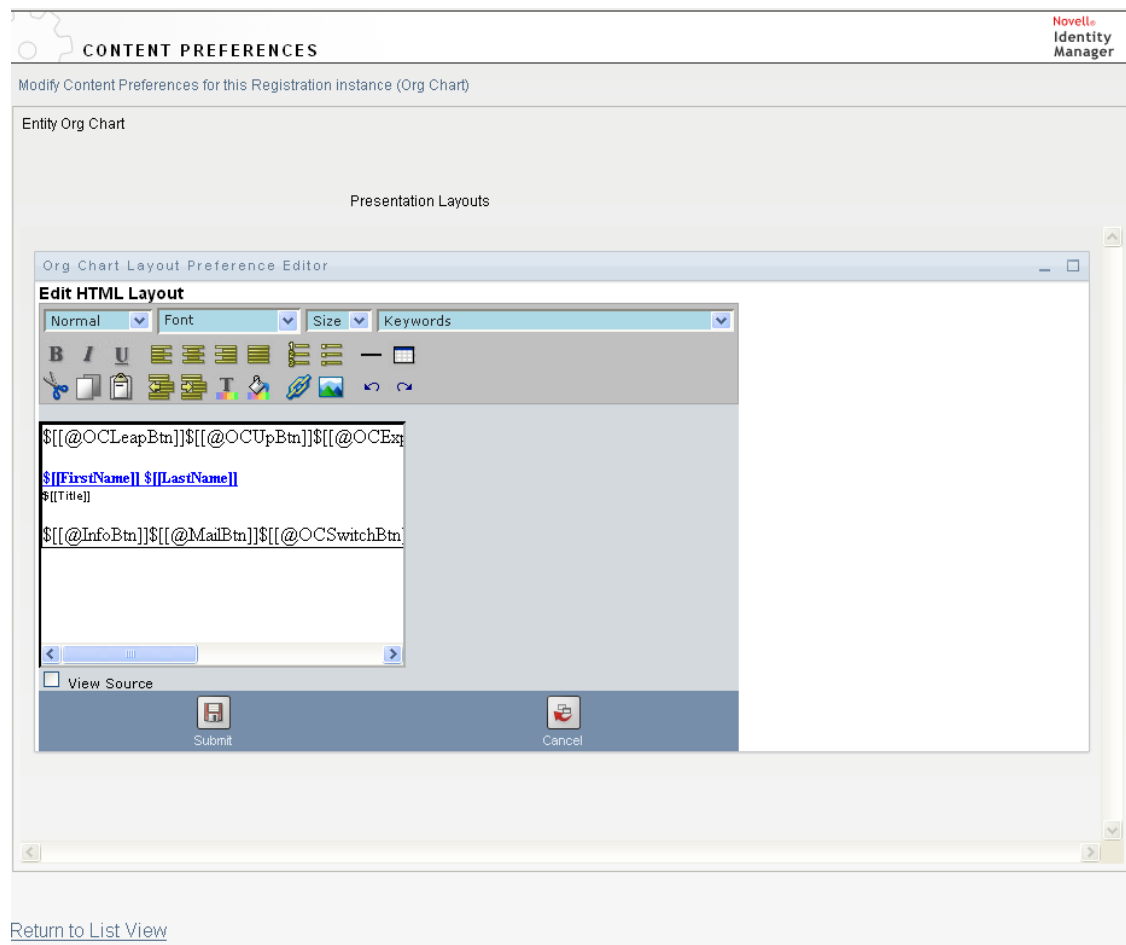 Novell®
Identity
Manager
CONTENT PREFERENCES
Modify Content Preferences for this Registration instance (Org Chart)
Entity Org Chart
Presentation Layouts
Org Chart Layout Preference Editor
Edit HTML Layout
Normal Font Size Keywords
B I U
T
$[[@OCLeapBtn]]$[[@OCUpBtn]]$[[@OCExp
$[[FirstName]] $[[LastName]]
$[[Title]]
$[[@InfoBtn]]$[[@MailBtn]]$[[@OCSwitchBtn]
View Source
Submit Cancel
Return to List View